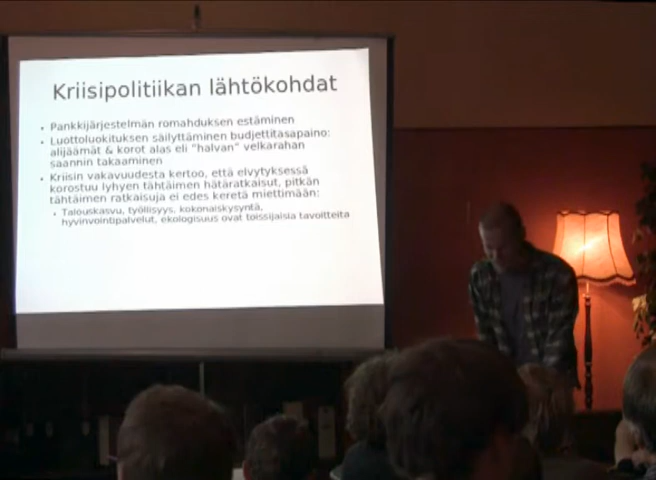 Kriisipolitiikan lähtökohdat
• Pankkijärjestelmän romahduksen estäminen
• Luottoluokituksen säilyttäminen budjettitasapaino:
alijäämät & korot alas eli "halvan" velkarahan
saannin takaaminen
• Kriisin vakavuudesta kertoo, että elvytyksessä
korostuu lyhyen tähtäimen hätäratkaisut, pitkän
tähtäimen ratkaisuja ei edes keretä miettimään:
• Talouskasvu, työllisyys, kokonaiskysyntä,
hyvinvointipalvelut, ekologisuus ovat toissijaisia tavoitteita